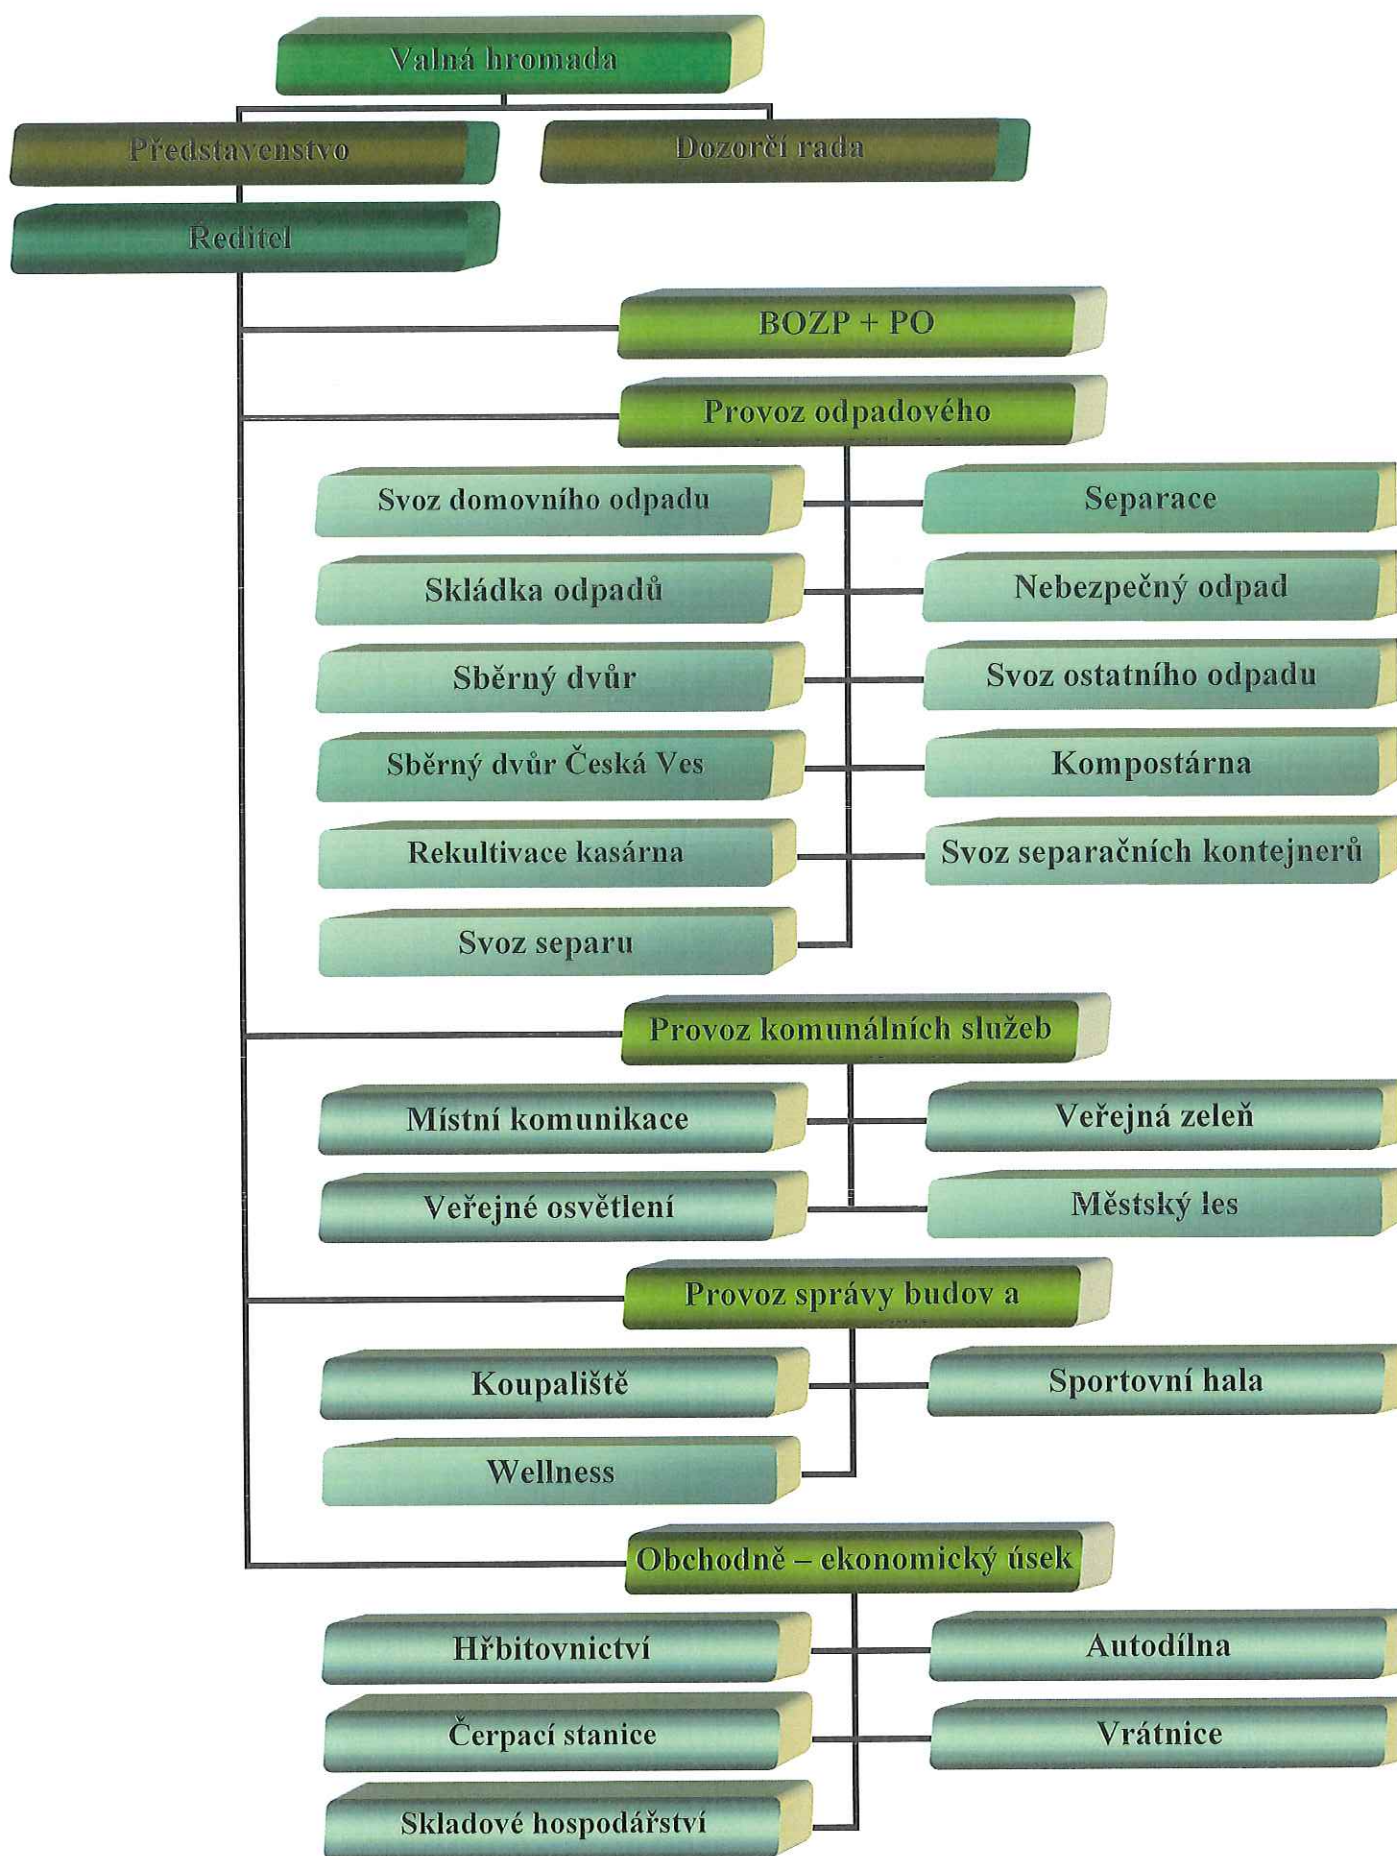 Valná hromada
Představenstvo
Dozorčí rada
Ředitel
BOZP + PO
Provoz odpadového
Svoz domovního odpadu
Separace
Skládka odpadů
Nebezpečný odpad
Sběrný dvůr
Svoz ostatního odpadu
Sběrný dvůr Česká Ves
Kompostárna
Rekultivace kasárna
Svoz separačních kontejnerů
Svoz separu
Provoz komunálních služeb
Místní komunikace
Veřejná zeleň
Veřejné osvětlení
Městský les
Provoz správy budov a
Koupaliště
Sportovní hala
Wellness
Obchodně – ekonomický úsek
Hřbitovnictví
Autodílna
Čerpací stanice
Vrátnice
Skladové hospodářství